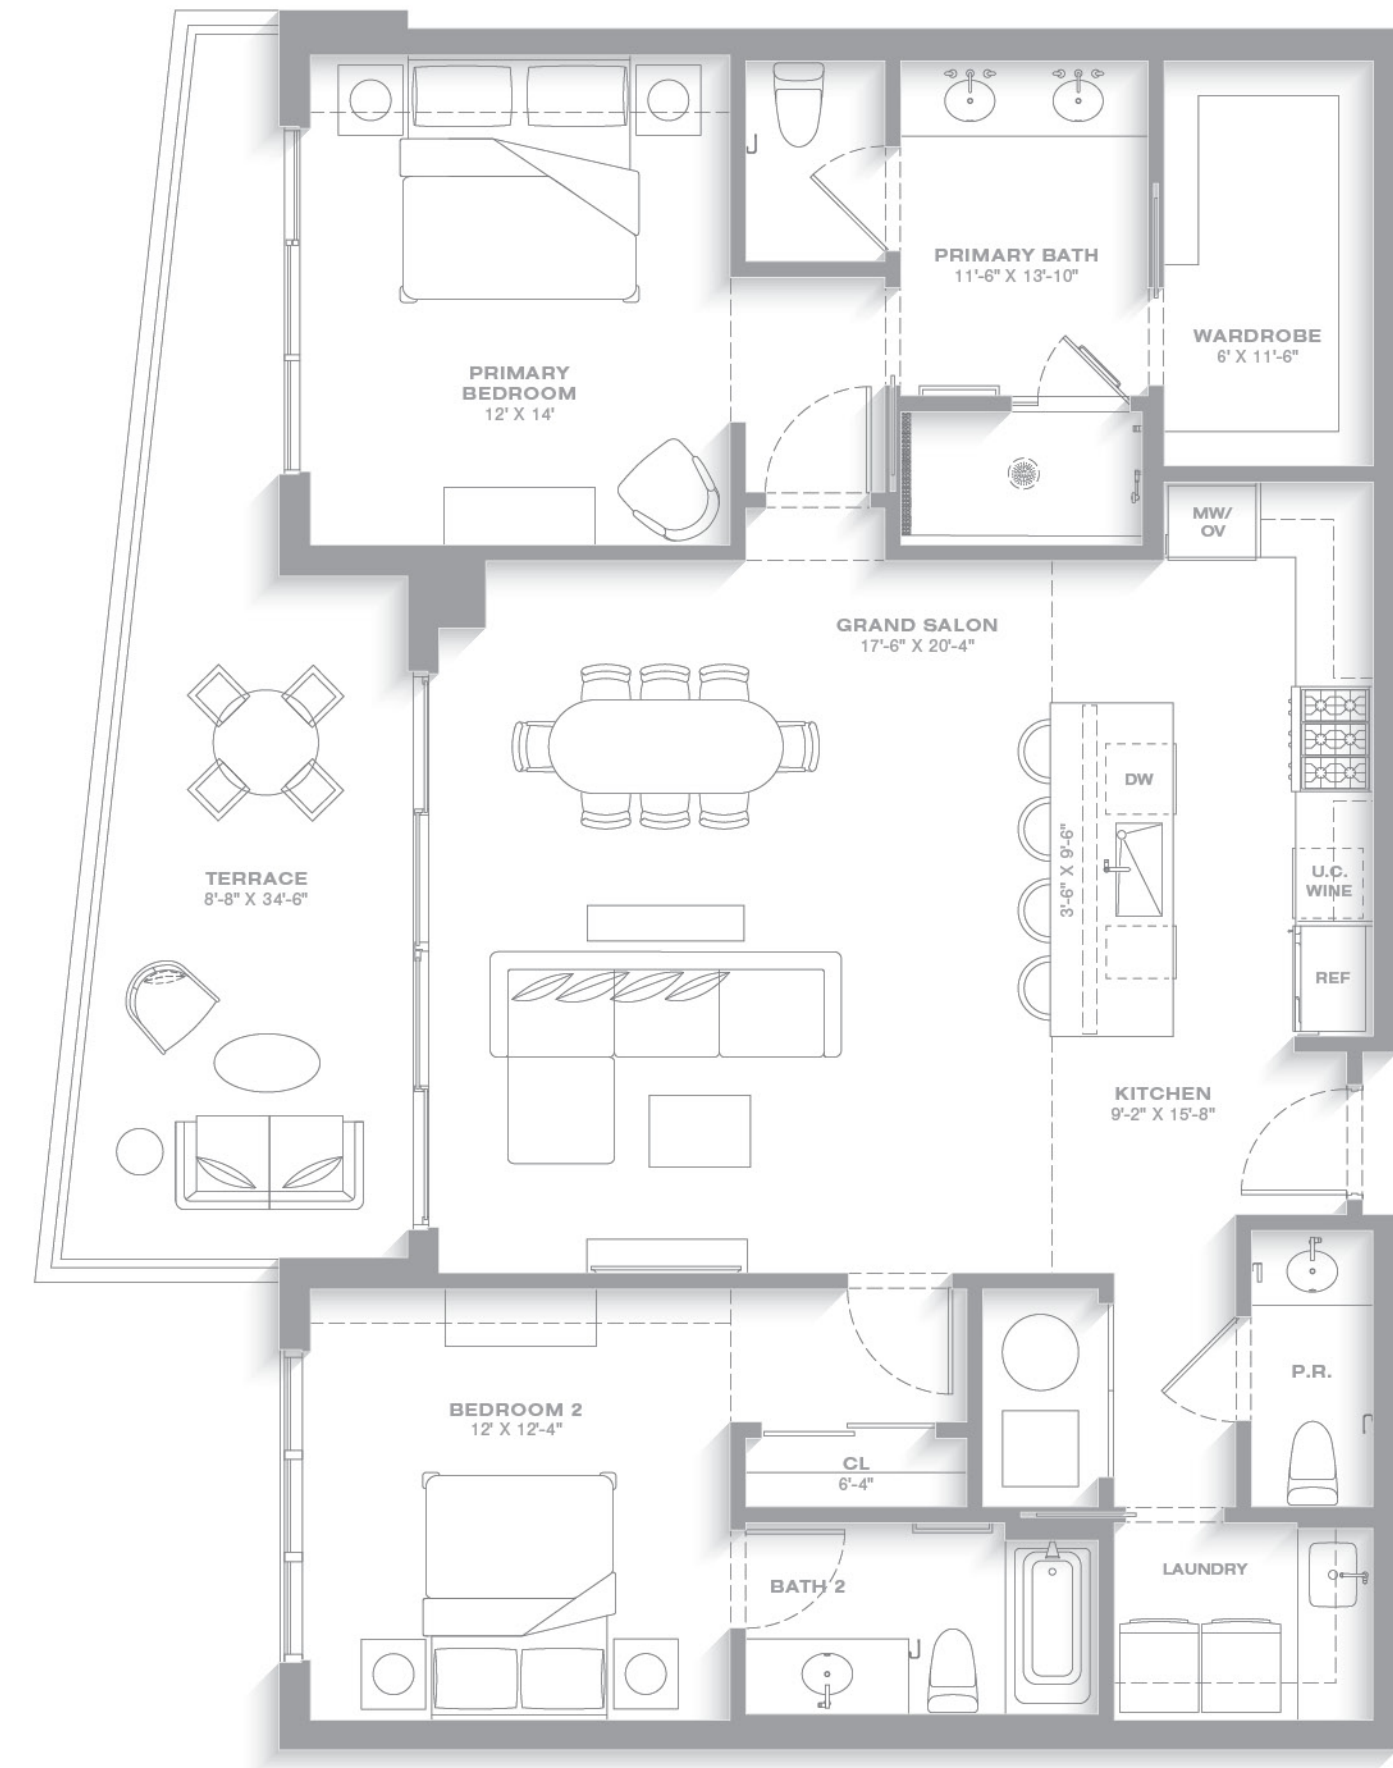 PRIMARY BATH
11'-6" X 13'-10"
WARDROBE
6' X 11'-6"
PRIMARY
BEDROOM
12' X 14'
MW/
OV
GRAND SALON
17'-6" X 20'-4"
DW
3'-6" X 9'-6"
TERRACE
8'-8" X 34'-6"
U.C.
WINE
REF
KITCHEN
9'-2" X 15'-8"
P.R.
BEDROOM 2
12' X 12'-4"
CL
6'-4"
LAUNDRY
BATH 2